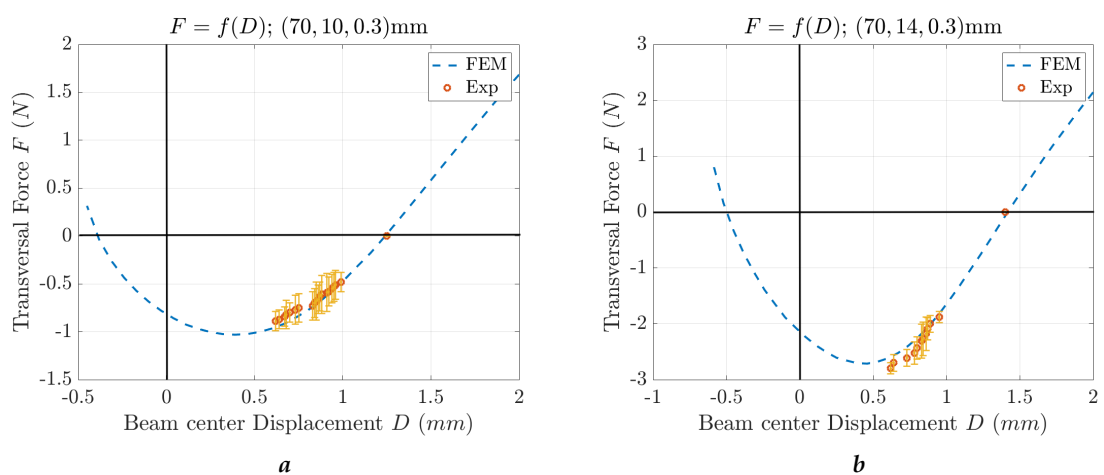 F = f(D); (70, 10, 0.3)mm
2
1.5
1
0.5
0
-0.5
-1
-1.5
-0.5 0 0.5 1 1.5 2
Transversal Force F (N)
Beam center Displacement D (mm)
FEM
Exp
a
F = f(D); (70, 14, 0.3)mm
3
2
1
0
-1
-2
-3
-1 -0.5 0 0.5 1 1.5 2
Transversal Force F (N)
Beam center Displacement D (mm)
FEM
Exp
b